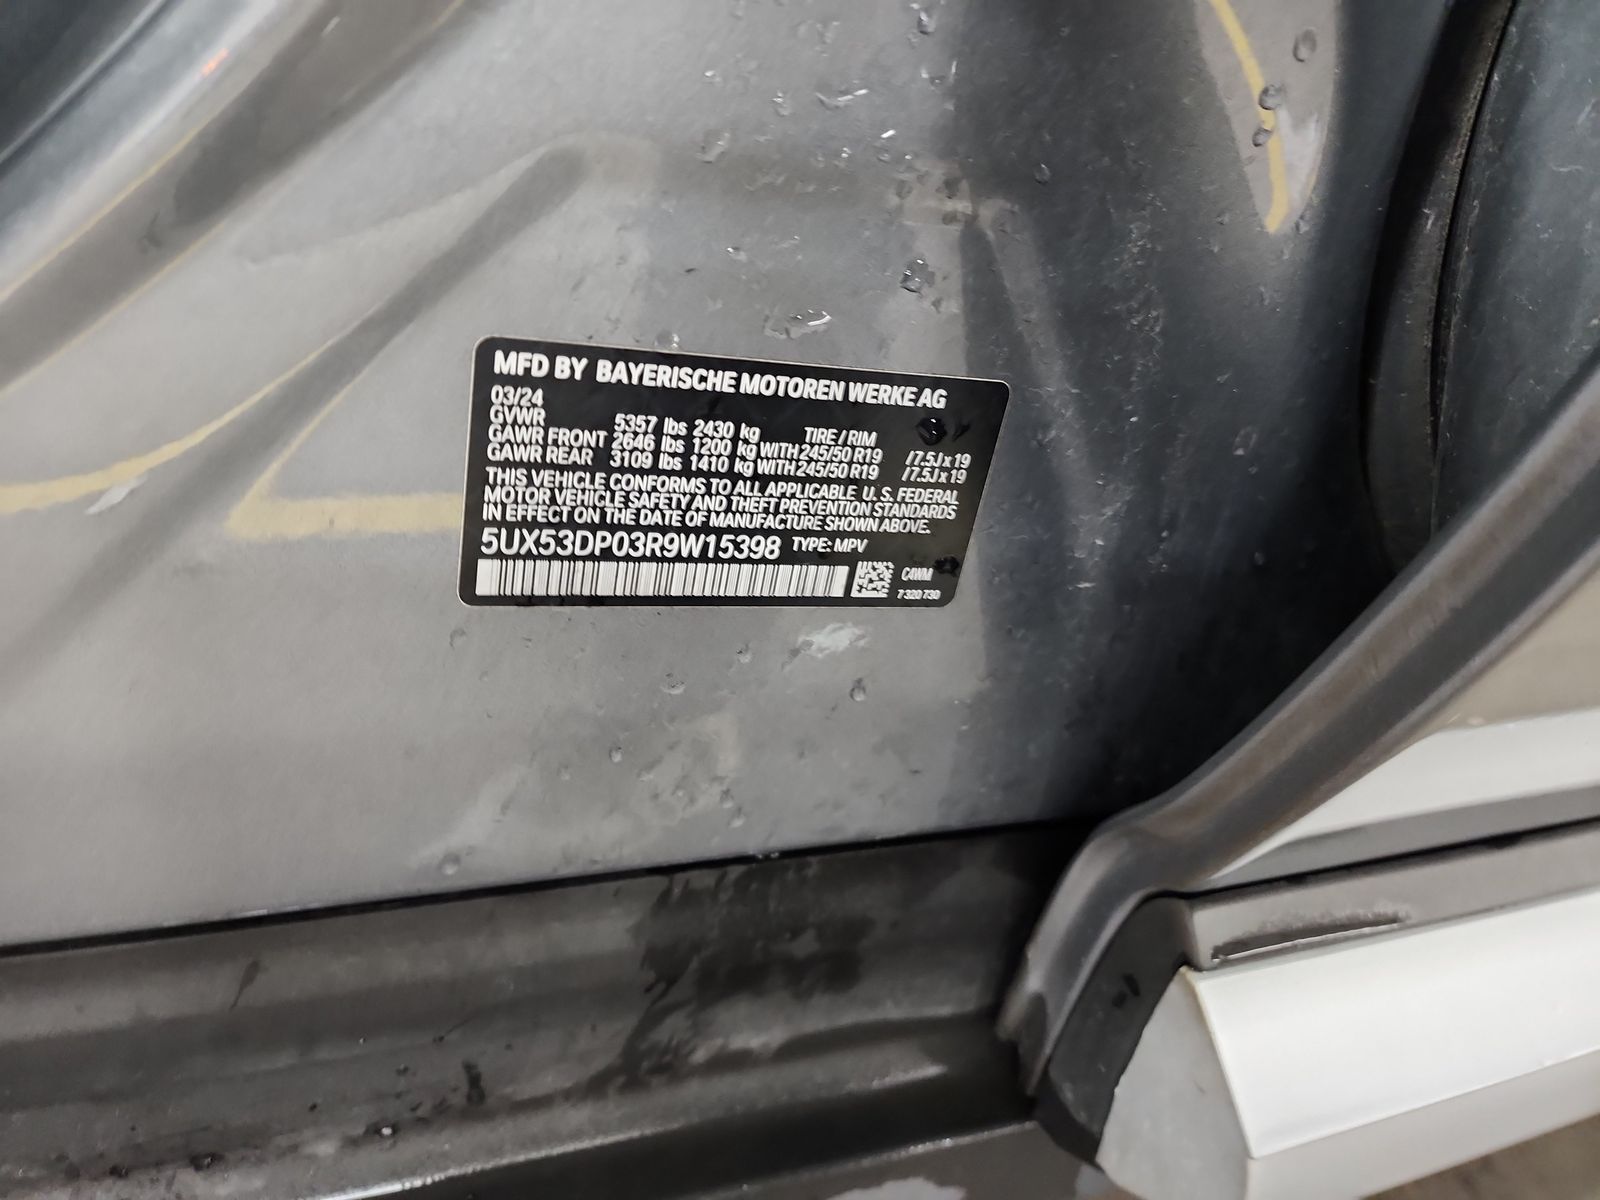 MFD BY BAYERISCHE MOTOREN WERKE AG
03/24
GVWR 5357 lbs 2430 kg TIRE / RIM
GAWR FRONT 2646 lbs 1200 kg WITH 245/50 R19 /7.5J x 19
GAWR REAR 3109 lbs 1410 kg WITH 245/50 R19 /7.5J x 19
THIS VEHICLE CONFORMS TO ALL APPLICABLE U.S. FEDERAL
MOTOR VEHICLE SAFETY AND THEFT PREVENTION STANDARDS
IN EFFECT ON THE DATE OF MANUFACTURE SHOWN ABOVE.
5UX53DP03R9W15398 TYPE: MPV
C4WM
7 320 730